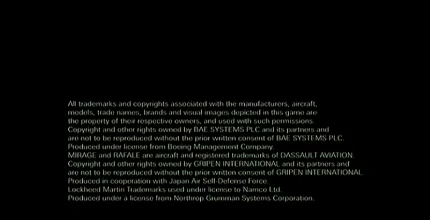 All trademarks and copyrights associated with the manufacturers, aircraft,
models, trade names, brands and visual images depicted in this game are
the property of their respective owners, and used with such permissions.
Copyright and other rights owned by BAE SYSTEMS PLC and its partners and
are not to be reproduced without the prior written consent of BAE SYSTEMS PLC.
Produced under license from Boeing Management Company.
MIRAGE and RAFALE are aircraft and registered trademarks of DASSAULT AVIATION.
Copyright and other rights owned by GRIPEN INTERNATIONAL and its partners and
are not to be reproduced without the prior written consent of GRIPEN INTERNATIONAL.
Produced in cooperation with Japan Air Self-Defense Force.
Lockheed Martin Trademarks used under license to Namco Ltd.
Produced under a license from Northrop Grumman Systems Corporation.